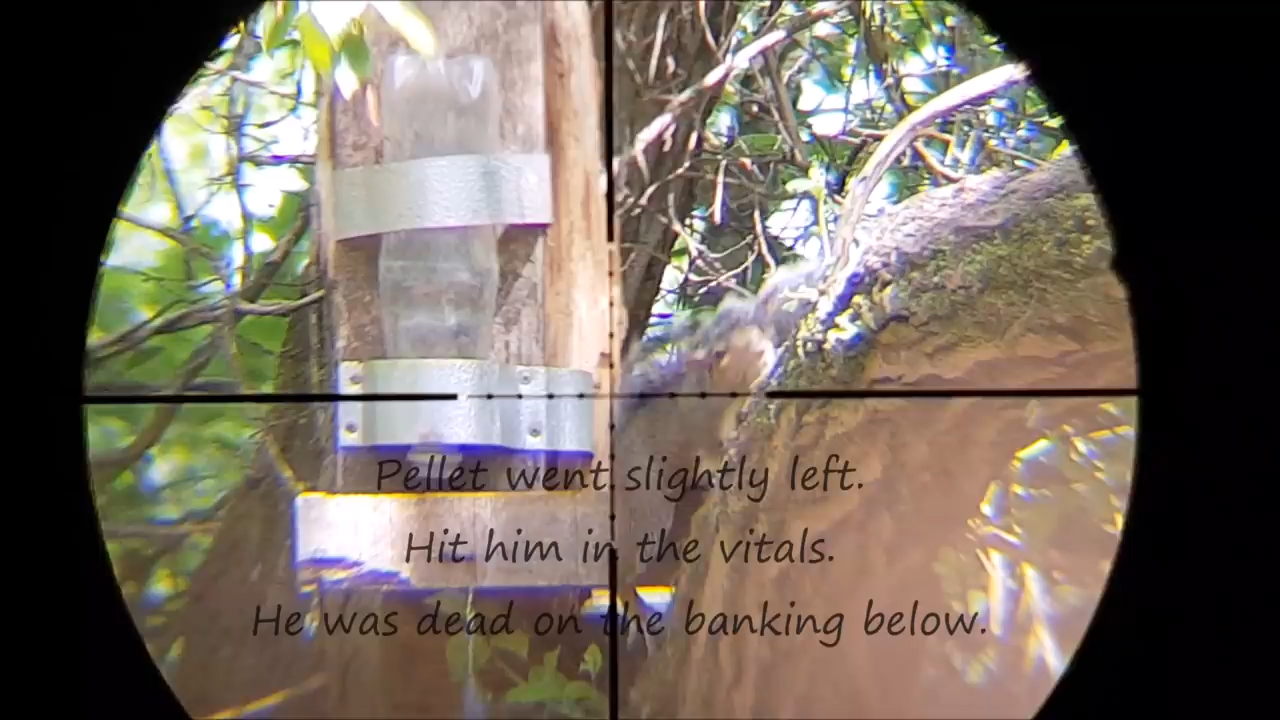 Pellet went slightly left.
Hit him in the vitals.
He was dead on the banking below.